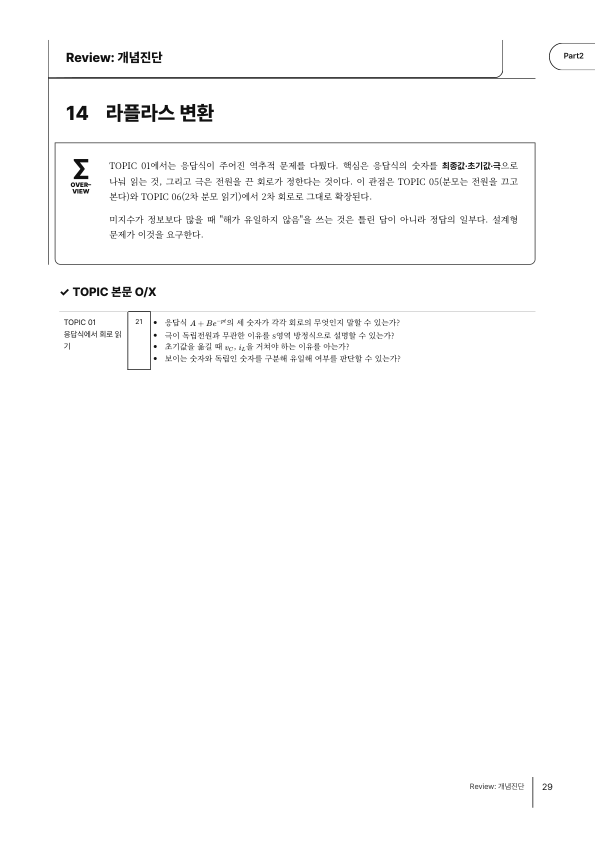 Review: 개념진단
Part2
14 라플라스 변환
Σ
OVER-
VIEW
TOPIC 01에서는 응답식이 주어진 역추적 문제를 다뤘다. 핵심은 응답식의 숫자를 최종값·초기값·극으로
나눠 읽는 것, 그리고 극은 전원을 끈 회로가 정한다는 것이다. 이 관점은 TOPIC 05(분모는 전원을 끄고
본다)와 TOPIC 06(2차 분모 읽기)에서 2차 회로로 그대로 확장된다.
미지수가 정보보다 많을 때 "해가 유일하지 않음"을 쓰는 것은 틀린 답이 아니라 정답의 일부다. 설계형
문제가 이것을 요구한다.
✓ TOPIC 본문 O/X
TOPIC 01
응답식에서 회로 읽
기
21
• 응답식 A + Be^{-pt}의 세 숫자가 각각 회로의 무엇인지 말할 수 있는가?
• 극이 독립전원과 무관한 이유를 s영역 방정식으로 설명할 수 있는가?
• 초기값을 옮길 때 v_C, i_L을 거쳐야 하는 이유를 아는가?
• 보이는 숫자와 독립인 숫자를 구분해 유일해 여부를 판단할 수 있는가?
Review: 개념진단
29